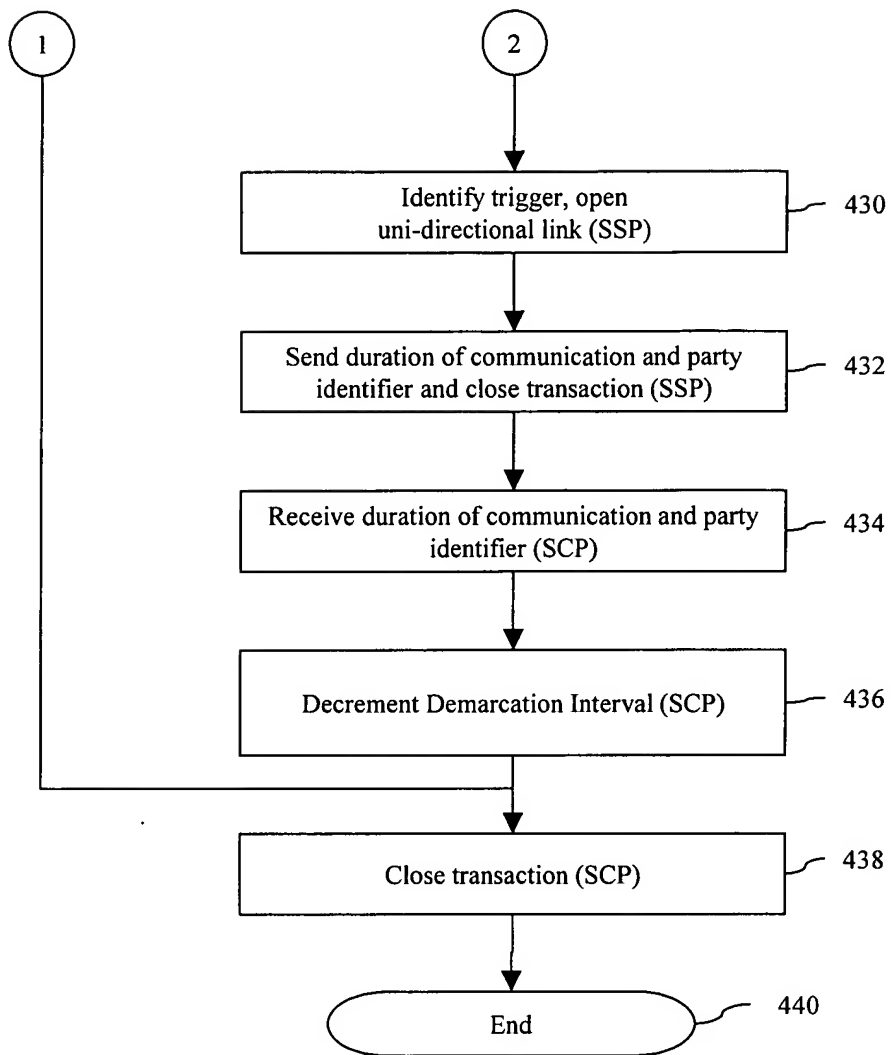 1
2
Identify trigger, open
uni-directional link (SSP)
430
Send duration of communication and party
identifier and close transaction (SSP)
432
Receive duration of communication and party
identifier (SCP)
434
Decrement Demarcation Interval (SCP)
436
Close transaction (SCP)
438
End
440